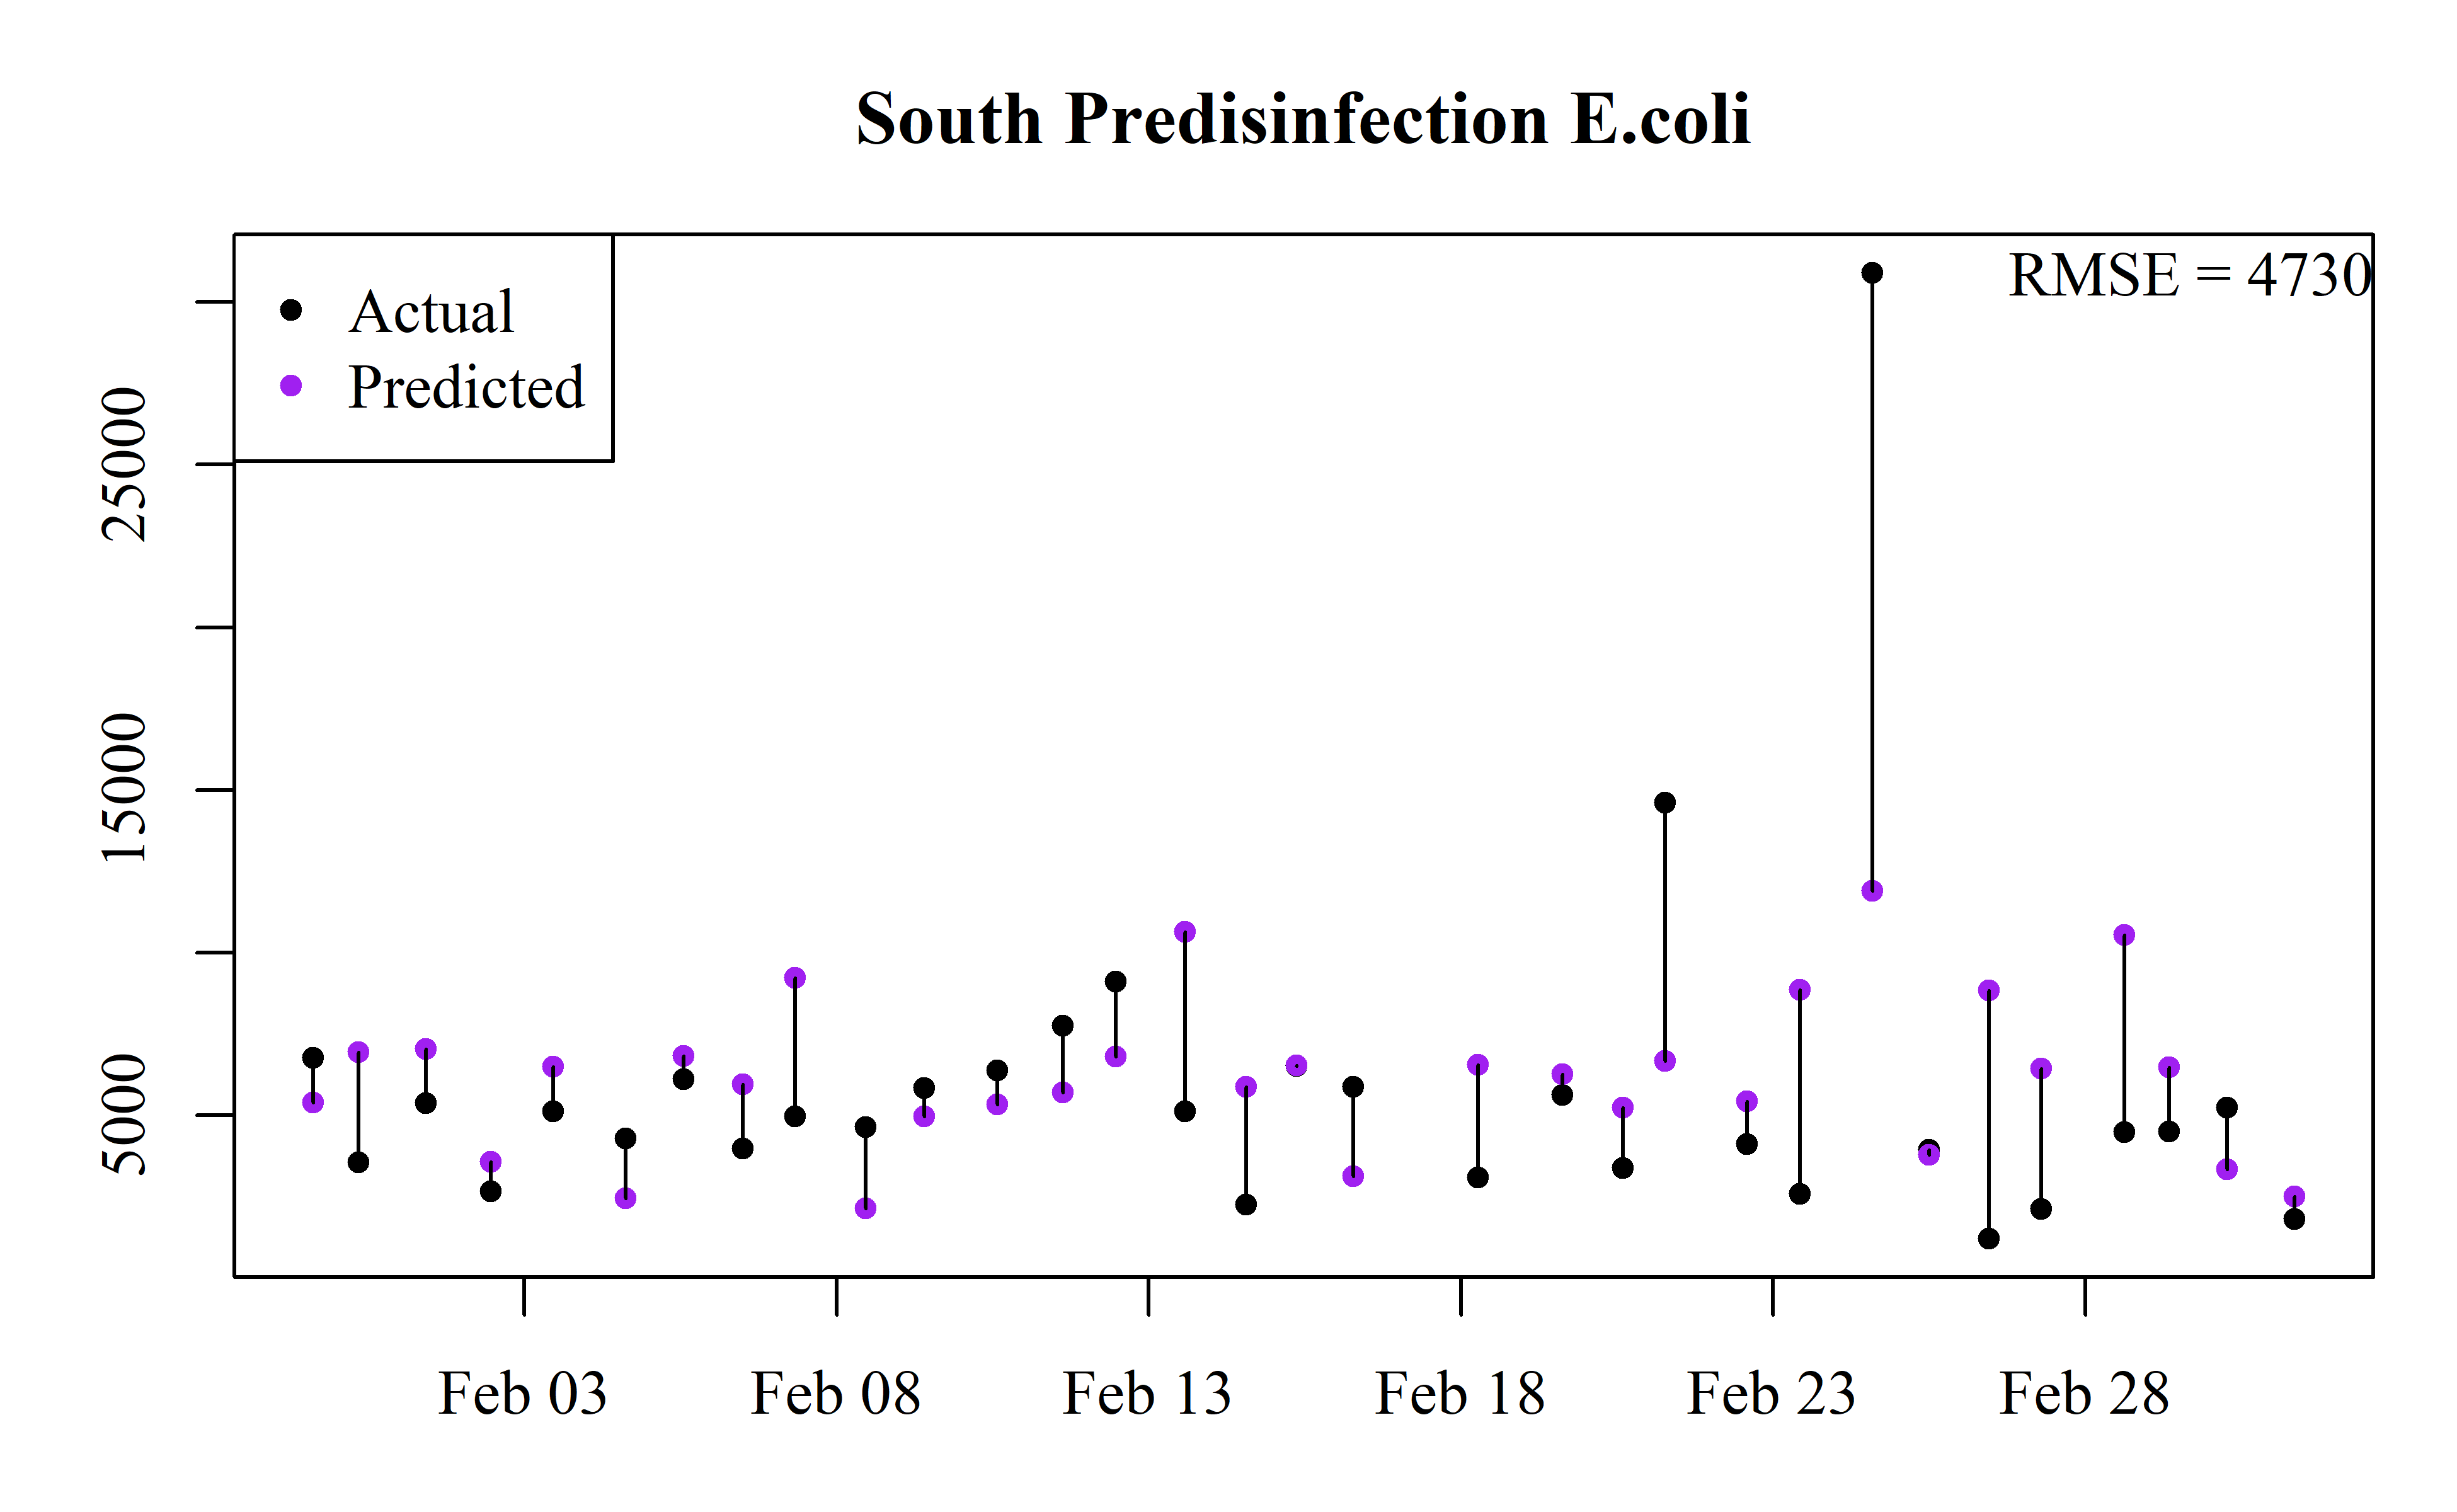 South Predisinfection E.coli
RMSE = 4730
Actual
Predicted
25000
15000
5000
Feb 03
Feb 08
Feb 13
Feb 18
Feb 23
Feb 28